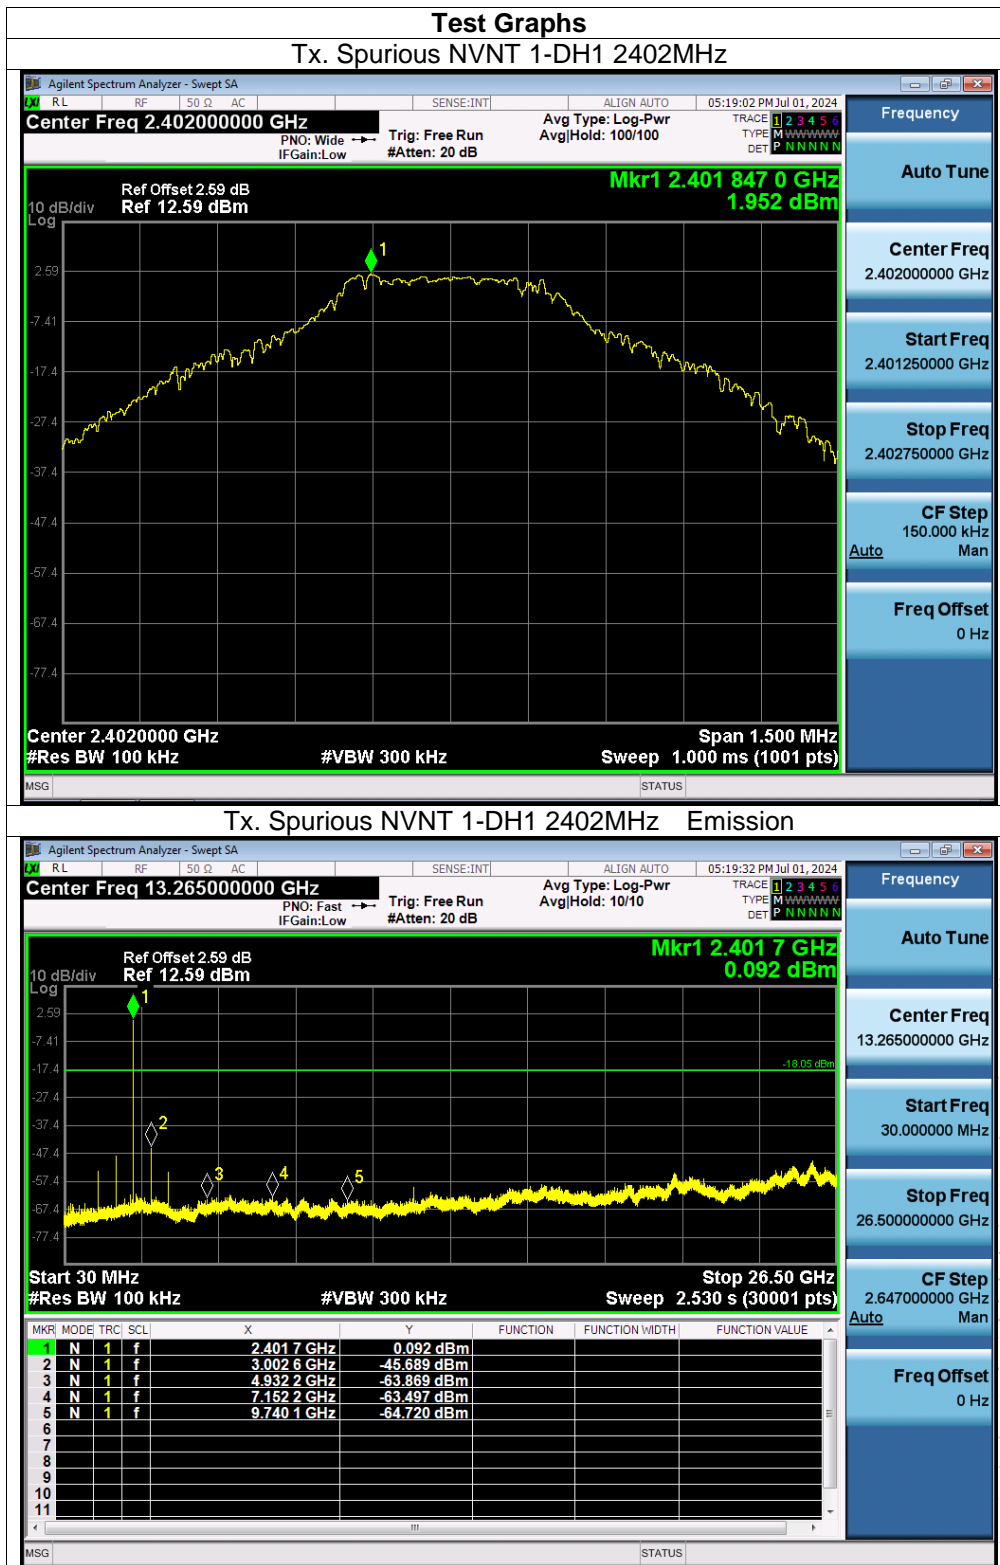 Test Graphs
Tx. Spurious NVNT 1-DH1 2402MHz
Agilent Spectrum Analyzer - Swept SA
LXI RL RF 50 Ω AC SENSE:INT ALIGN AUTO 05:19:02 PM Jul 01, 2024
Center Freq 2.402000000 GHz
PNO: Wide
IFGain:Low
Trig: Free Run
#Atten: 20 dB
Avg Type: Log-Pwr
Avg|Hold: 100/100
TRACE 1 2 3 4 5 6
TYPE M WWWWW
DET P N N N N N
Ref Offset 2.59 dB
10 dB/div Ref 12.59 dBm
Log
Mkr1 2.401 847 0 GHz
1.952 dBm
1
2.59
-7.41
-17.4
-27.4
-37.4
-47.4
-57.4
-67.4
-77.4
Center 2.4020000 GHz Span 1.500 MHz
#Res BW 100 kHz #VBW 300 kHz Sweep 1.000 ms (1001 pts)
MSG STATUS
Frequency
Auto Tune
Center Freq
2.402000000 GHz
Start Freq
2.401250000 GHz
Stop Freq
2.402750000 GHz
CF Step
150.000 kHz
Auto Man
Freq Offset
0 Hz
Tx. Spurious NVNT 1-DH1 2402MHz Emission
Agilent Spectrum Analyzer - Swept SA
LXI RL RF 50 Ω AC SENSE:INT ALIGN AUTO 05:19:32 PM Jul 01, 2024
Center Freq 13.265000000 GHz
PNO: Fast
IFGain:Low
Trig: Free Run
#Atten: 20 dB
Avg Type: Log-Pwr
Avg|Hold: 10/10
TRACE 1 2 3 4 5 6
TYPE M WWWWW
DET P N N N N N
Ref Offset 2.59 dB
10 dB/div Ref 12.59 dBm
Log
Mkr1 2.401 7 GHz
0.092 dBm
1
2.59
-7.41
-17.4
-18.05 dBm
-27.4
-37.4
2
-47.4
-57.4
3
4
5
-67.4
-77.4
Start 30 MHz Stop 26.50 GHz
#Res BW 100 kHz #VBW 300 kHz Sweep 2.530 s (30001 pts)
MKR MODE TRC SCL X Y FUNCTION FUNCTION WIDTH FUNCTION VALUE
1 N 1 f 2.401 7 GHz 0.092 dBm
2 N 1 f 3.002 6 GHz -45.689 dBm
3 N 1 f 4.932 2 GHz -63.869 dBm
4 N 1 f 7.152 2 GHz -63.497 dBm
5 N 1 f 9.740 1 GHz -64.720 dBm
6
7
8
9
10
11
MSG STATUS
Frequency
Auto Tune
Center Freq
13.265000000 GHz
Start Freq
30.000000 MHz
Stop Freq
26.500000000 GHz
CF Step
2.647000000 GHz
Auto Man
Freq Offset
0 Hz